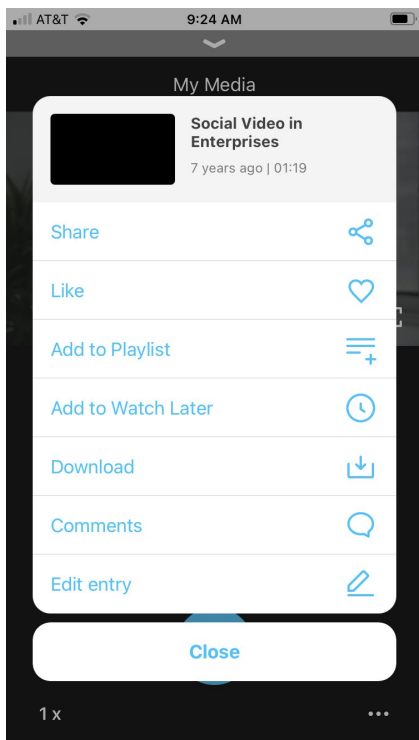 AT&T 9:24 AM
My Media
Social Video in
Enterprises
7 years ago | 01:19
Share
Like
Add to Playlist
Add to Watch Later
Download
Comments
Edit entry
Close
1 x